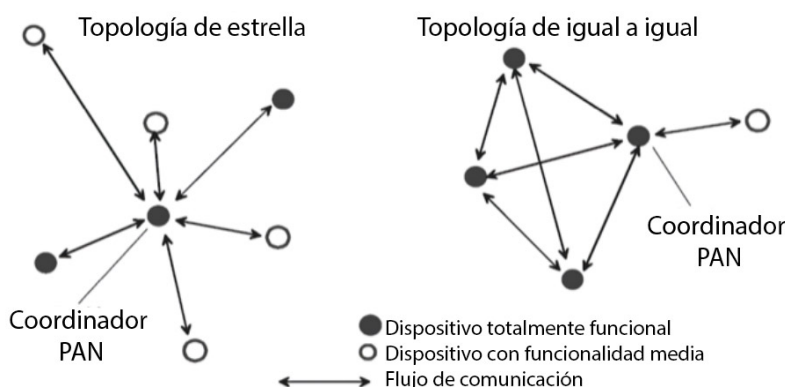 Topología de estrella
Topología de igual a igual
Coordinador
PAN
Coordinador
PAN
Dispositivo totalmente funcional
Dispositivo con funcionalidad media
Flujo de comunicación